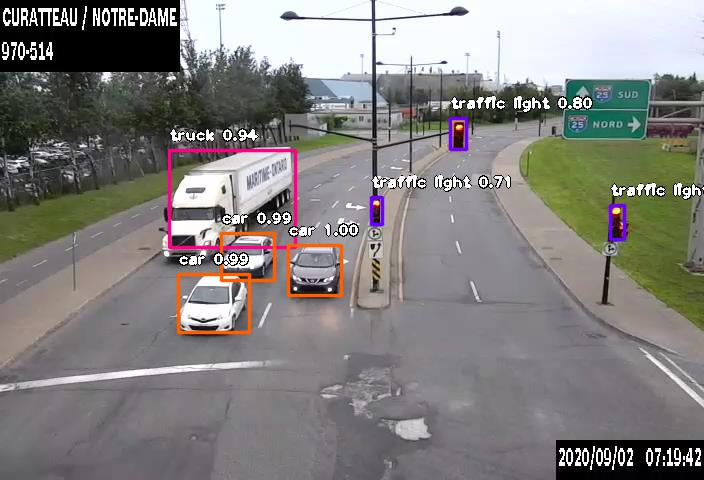 CURATTEAU / NOTRE-DAME
970-514
traffic light 0.80
25 SUD
25 NORD
truck 0.94
MARITIME-ONTARIO
traffic light 0.71
traffic light
car 0.99
car 1.00
car 0.99
2020/09/02 07:19:42